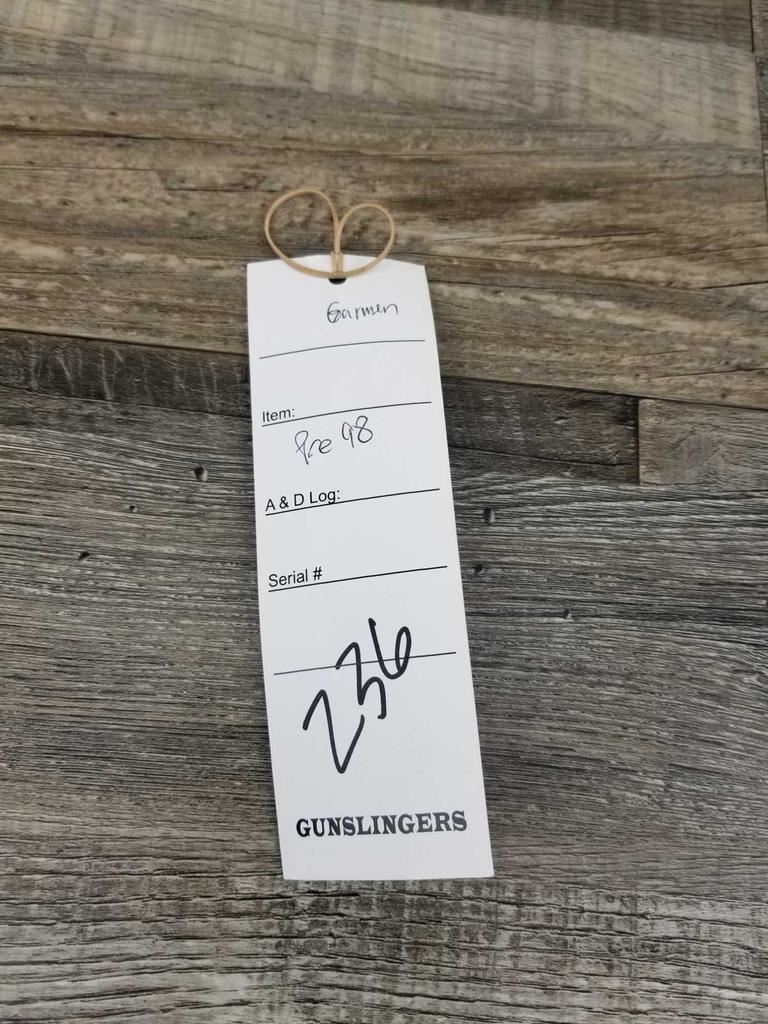 Garmen
Item:
Pre 98
A & D Log:
Serial #
236
GUNSLINGERS